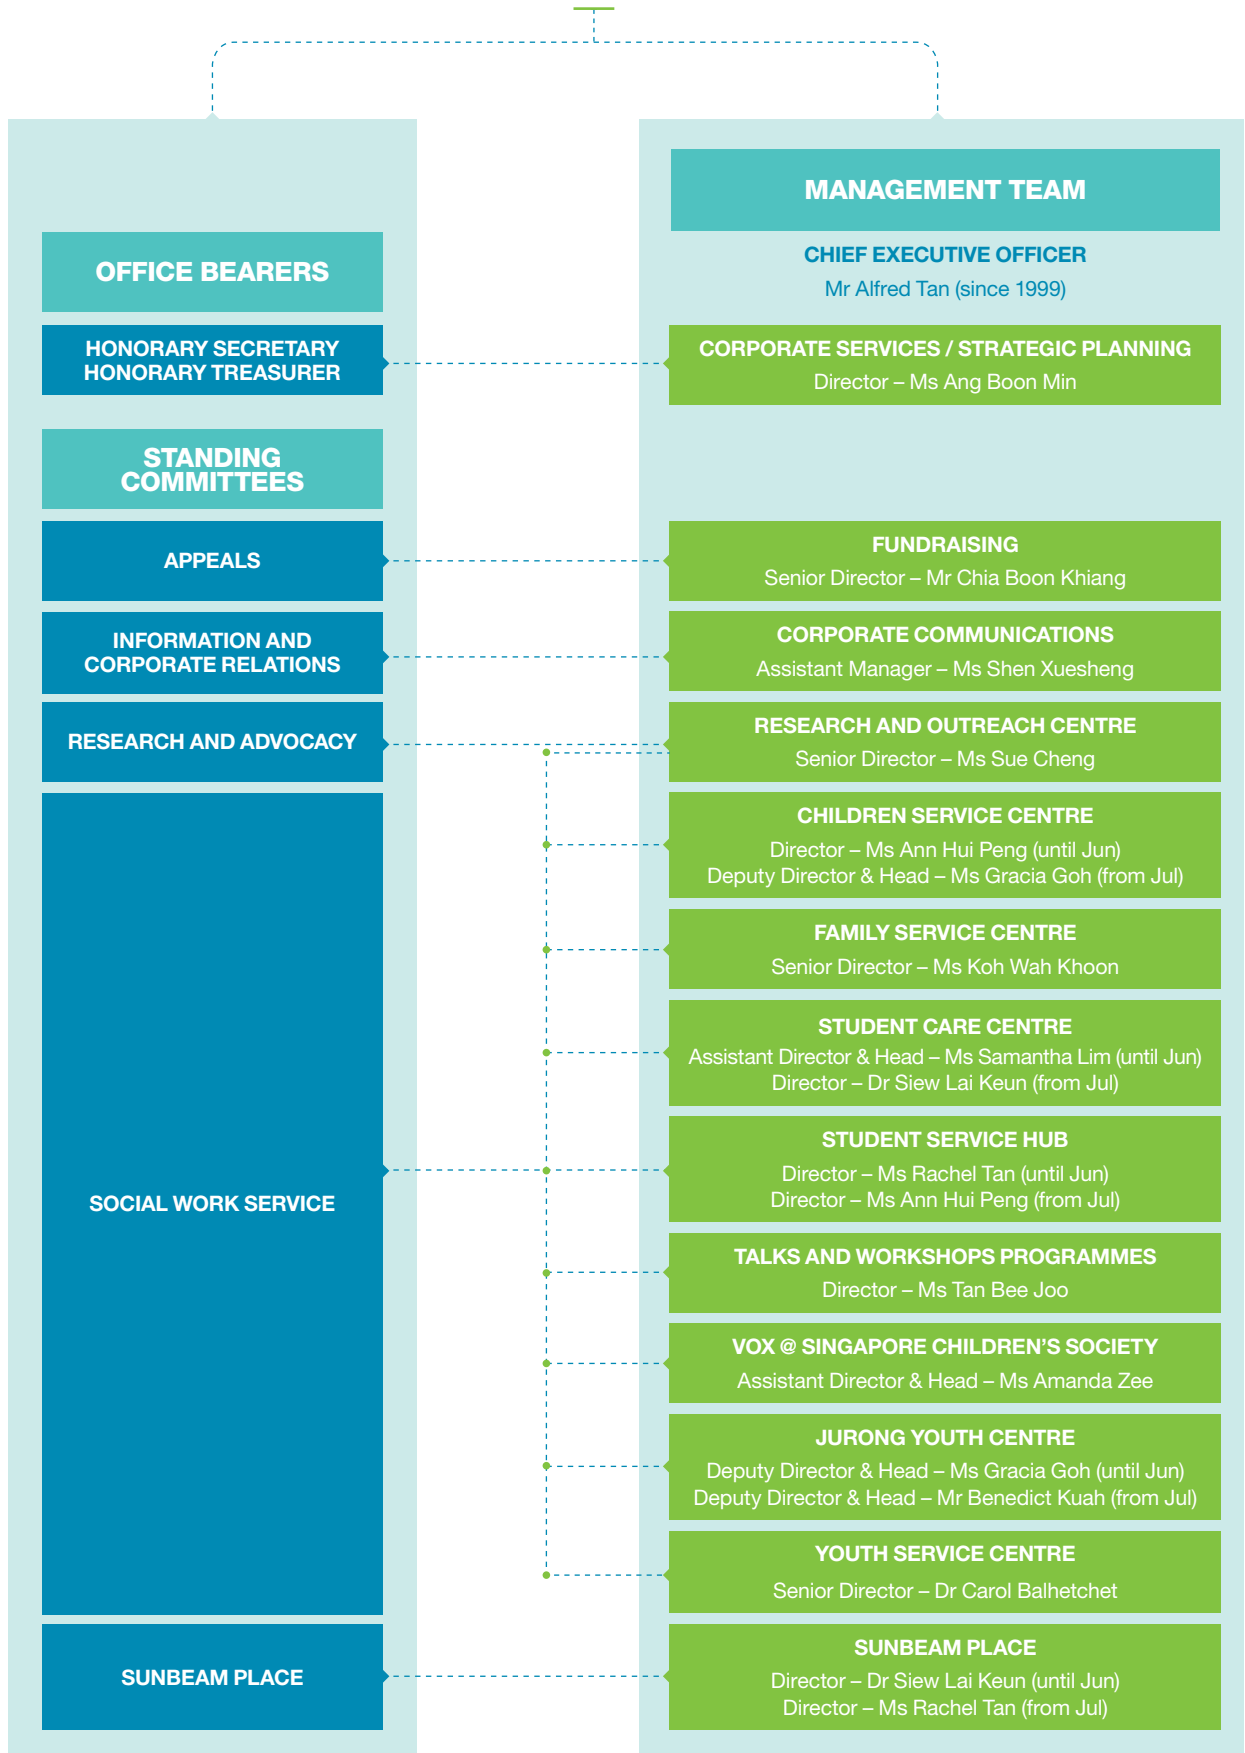 OFFICE BEARERS
HONORARY SECRETARY
HONORARY TREASURER
STANDING
COMMITTEES
APPEALS
INFORMATION AND
CORPORATE RELATIONS
RESEARCH AND ADVOCACY
SOCIAL WORK SERVICE
SUNBEAM PLACE
MANAGEMENT TEAM
CHIEF EXECUTIVE OFFICER
Mr Alfred Tan (since 1999)
CORPORATE SERVICES / STRATEGIC PLANNING
Director – Ms Ang Boon Min
FUNDRAISING
Senior Director – Mr Chia Boon Khiang
CORPORATE COMMUNICATIONS
Assistant Manager – Ms Shen Xuesheng
RESEARCH AND OUTREACH CENTRE
Senior Director – Ms Sue Cheng
CHILDREN SERVICE CENTRE
Director – Ms Ann Hui Peng (until Jun)
Deputy Director & Head – Ms Gracia Goh (from Jul)
FAMILY SERVICE CENTRE
Senior Director – Ms Koh Wah Khoon
STUDENT CARE CENTRE
Assistant Director & Head – Ms Samantha Lim (until Jun)
Director – Dr Siew Lai Keun (from Jul)
STUDENT SERVICE HUB
Director – Ms Rachel Tan (until Jun)
Director – Ms Ann Hui Peng (from Jul)
TALKS AND WORKSHOPS PROGRAMMES
Director – Ms Tan Bee Joo
VOX @ SINGAPORE CHILDREN’S SOCIETY
Assistant Director & Head – Ms Amanda Zee
JURONG YOUTH CENTRE
Deputy Director & Head – Ms Gracia Goh (until Jun)
Deputy Director & Head – Mr Benedict Kuah (from Jul)
YOUTH SERVICE CENTRE
Senior Director – Dr Carol Balhetchet
SUNBEAM PLACE
Director – Dr Siew Lai Keun (until Jun)
Director – Ms Rachel Tan (from Jul)